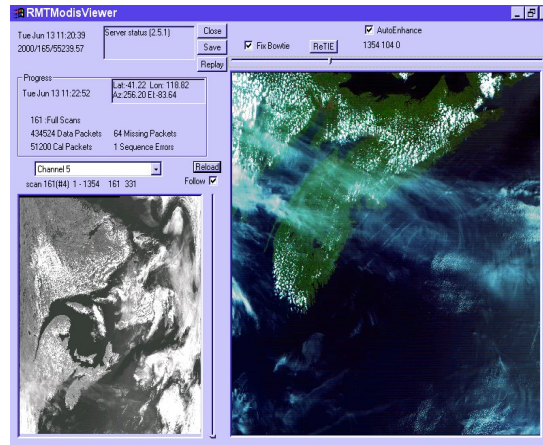 RMTModisViewer
Tue Jun 13 11:20:39
2000/165/55239.57
Server status (2.5.1)
Close
Save
Replay
Fix Bowtie
ReTIE
AutoEnhance
1354 104 0
Progress
Tue Jun 13 11:22:52
Lat:-41.22 Lon: 118.82
Az:256.20 El:-83.64
161 :Full Scans
434524 Data Packets 64 Missing Packets
51200 Cal Packets 1 Sequence Errors
Channel 5
Reload
scan 161(#4) 1 - 1354 161 331
Follow